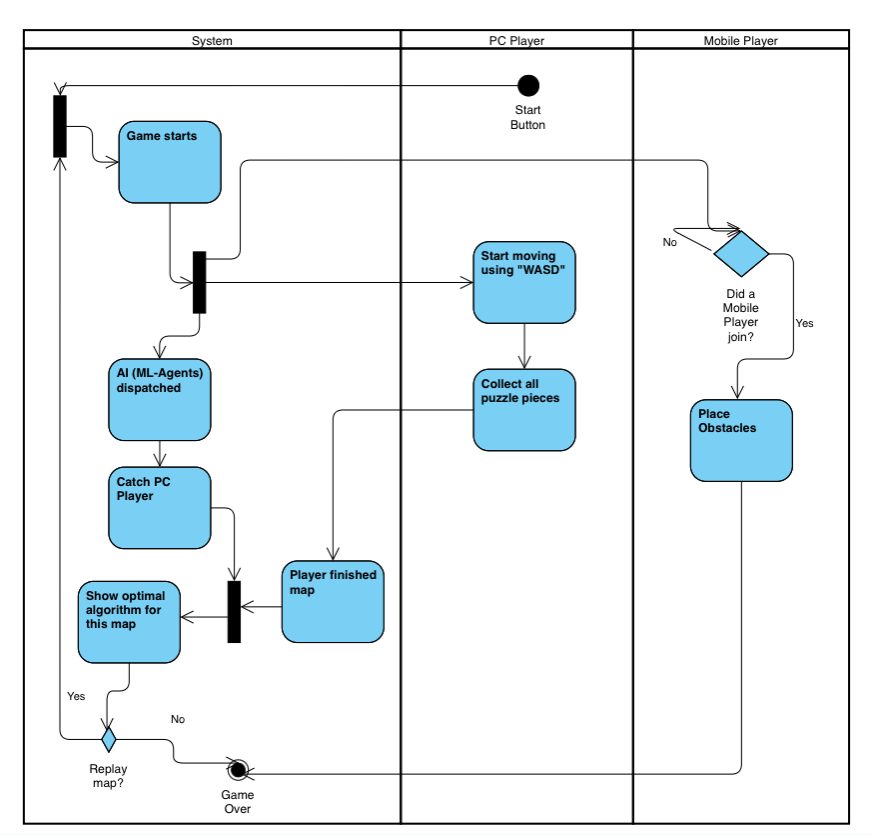 System
PC Player
Mobile Player
Start
Button
Game starts
Start moving
using "WASD"
No
Did a
Mobile
Player
join?
Yes
AI (ML-Agents)
dispatched
Collect all
puzzle pieces
Place
Obstacles
Catch PC
Player
Player finished
map
Show optimal
algorithm for
this map
Yes
No
Replay
map?
Game
Over